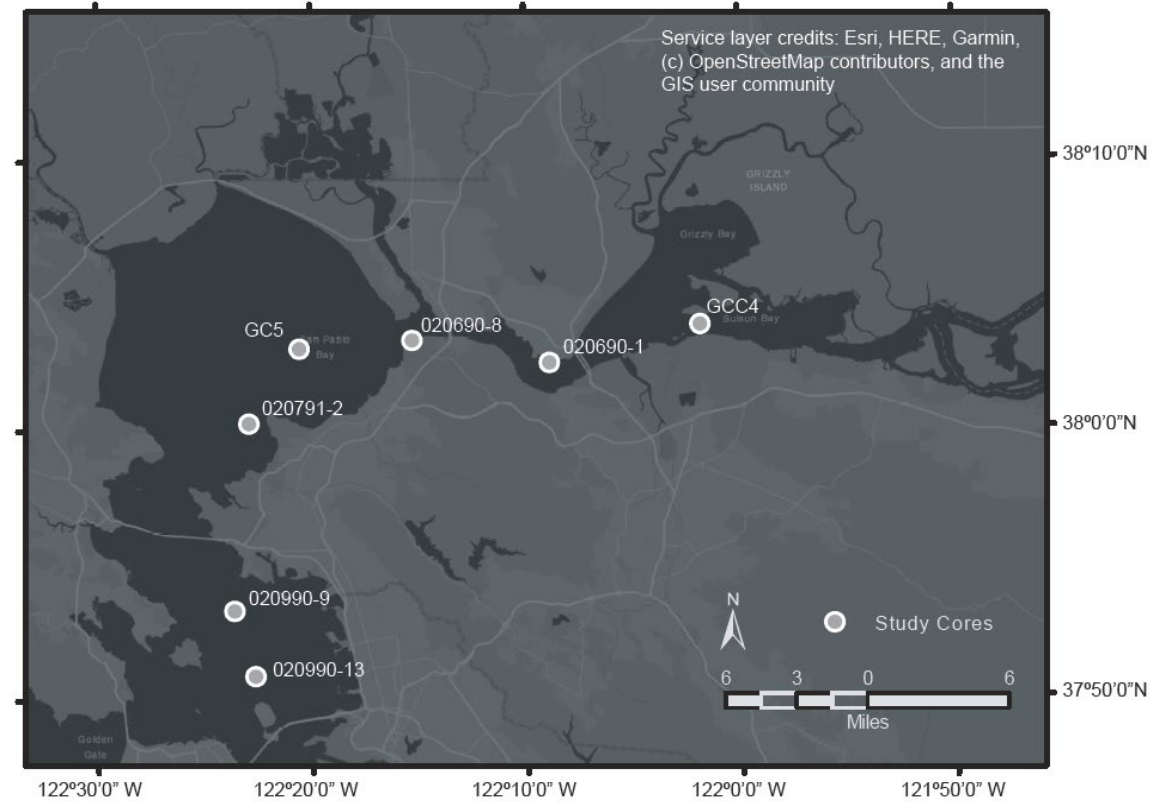 Service layer credits: Esri, HERE, Garmin,
(c) OpenStreetMap contributors, and the
GIS user community
38º10'0"N
GRIZZLY
ISLAND
Grizzly Bay
GCC4
Suisun Bay
020690-8
GC5
an Pablo
Bay
020690-1
020791-2
38º0'0"N
020990-9
N
Study Cores
020990-13
6 3 0 6
Miles
37º50'0"N
Golden
Gate
122º30'0" W 122º20'0" W 122º10'0" W 122º0'0" W 121º50'0" W